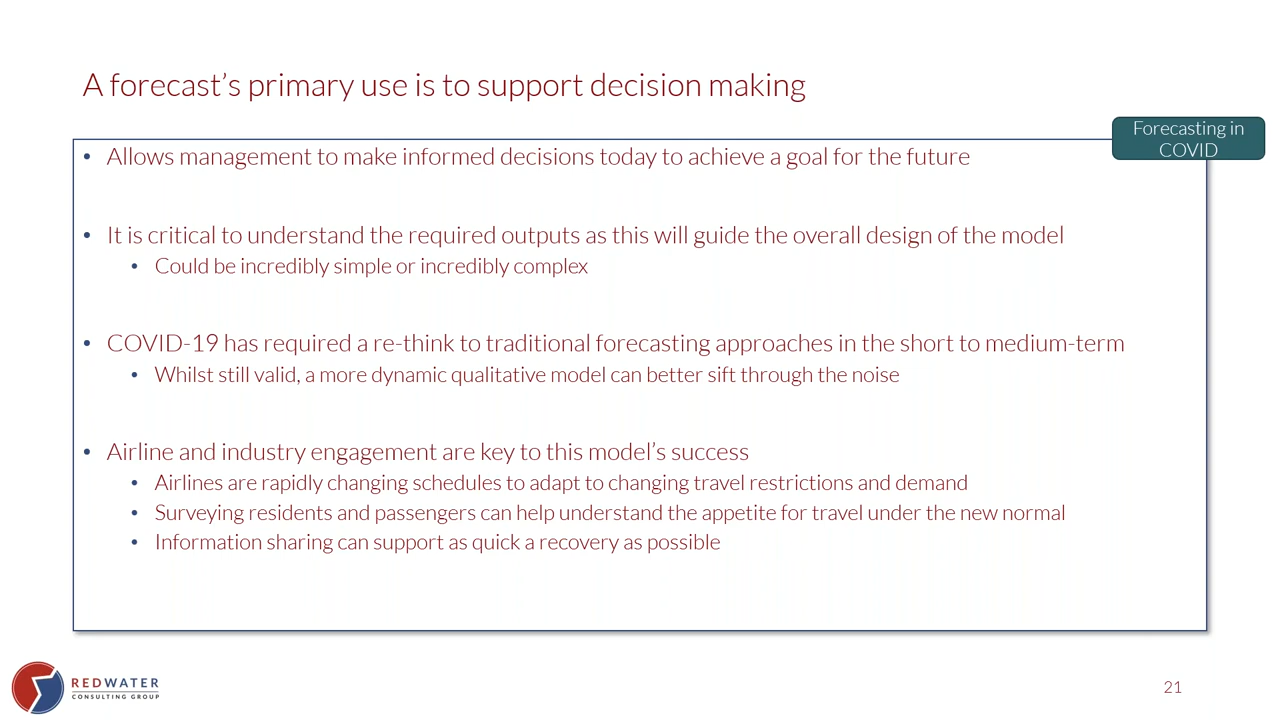 A forecast’s primary use is to support decision making
Forecasting in
COVID
• Allows management to make informed decisions today to achieve a goal for the future
• It is critical to understand the required outputs as this will guide the overall design of the model
• Could be incredibly simple or incredibly complex
• COVID-19 has required a re-think to traditional forecasting approaches in the short to medium-term
• Whilst still valid, a more dynamic qualitative model can better sift through the noise
• Airline and industry engagement are key to this model’s success
• Airlines are rapidly changing schedules to adapt to changing travel restrictions and demand
• Surveying residents and passengers can help understand the appetite for travel under the new normal
• Information sharing can support as quick a recovery as possible
REDWATER
CONSULTING GROUP
21